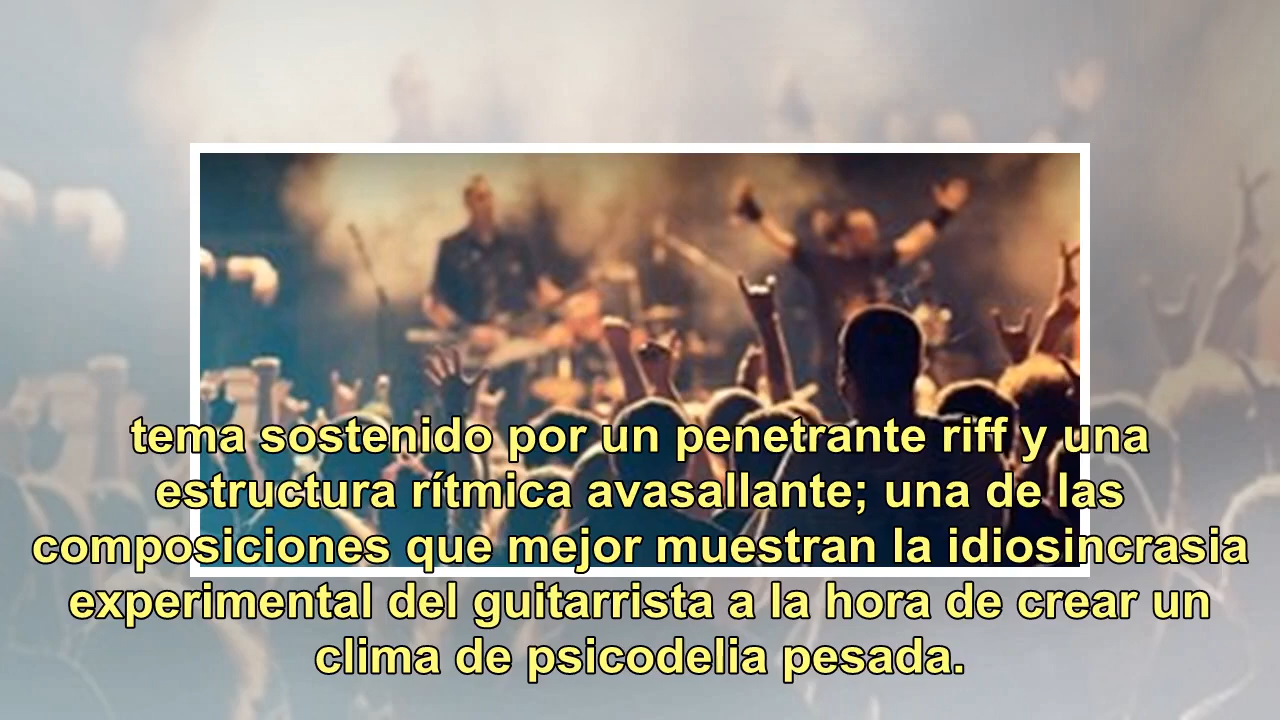 tema sostenido por un penetrante riff y una
estructura rítmica avasallante; una de las
composiciones que mejor muestran la idiosincrasia
experimental del guitarrista a la hora de crear un
clima de psicodelia pesada.